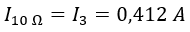 I₁₀ Ω = I₃ = 0,412 A